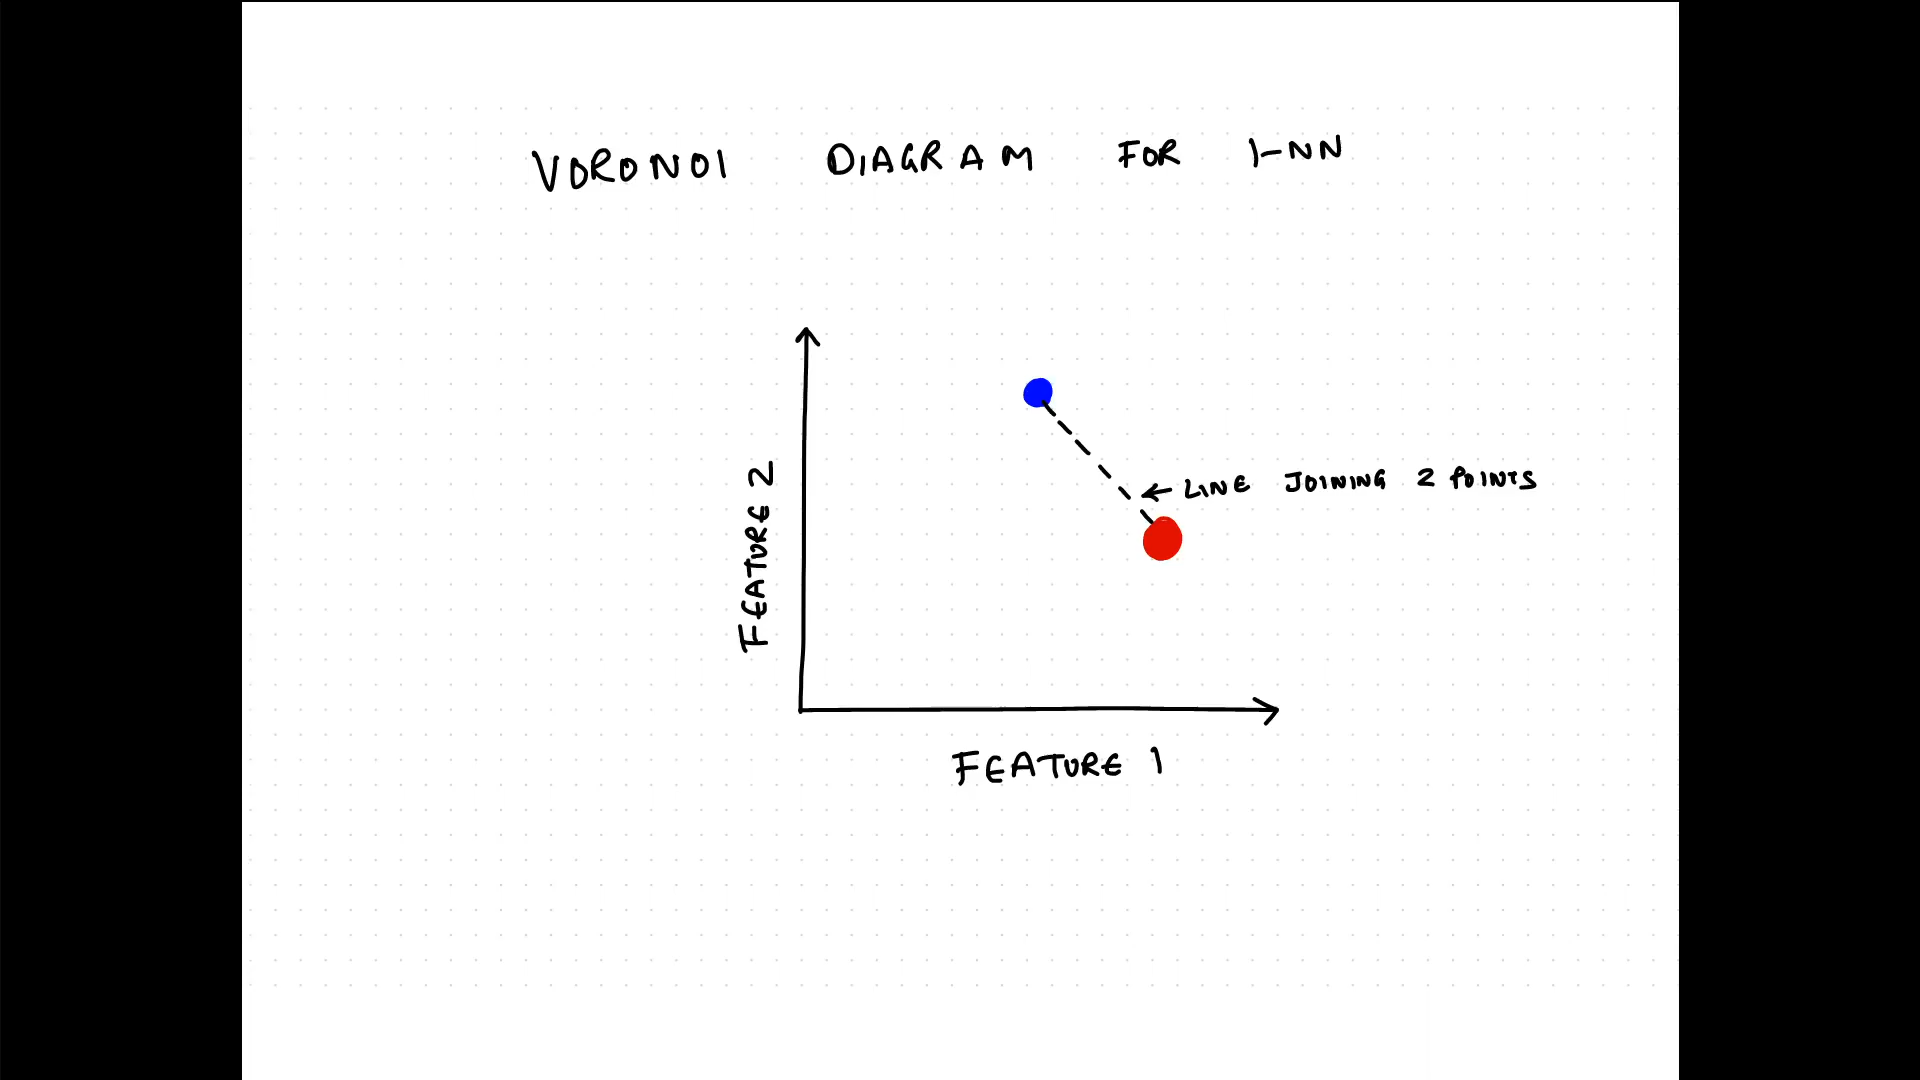 VORONOI DIAGRAM FOR 1-NN
LINE JOINING 2 POINTS
FEATURE 2
FEATURE 1